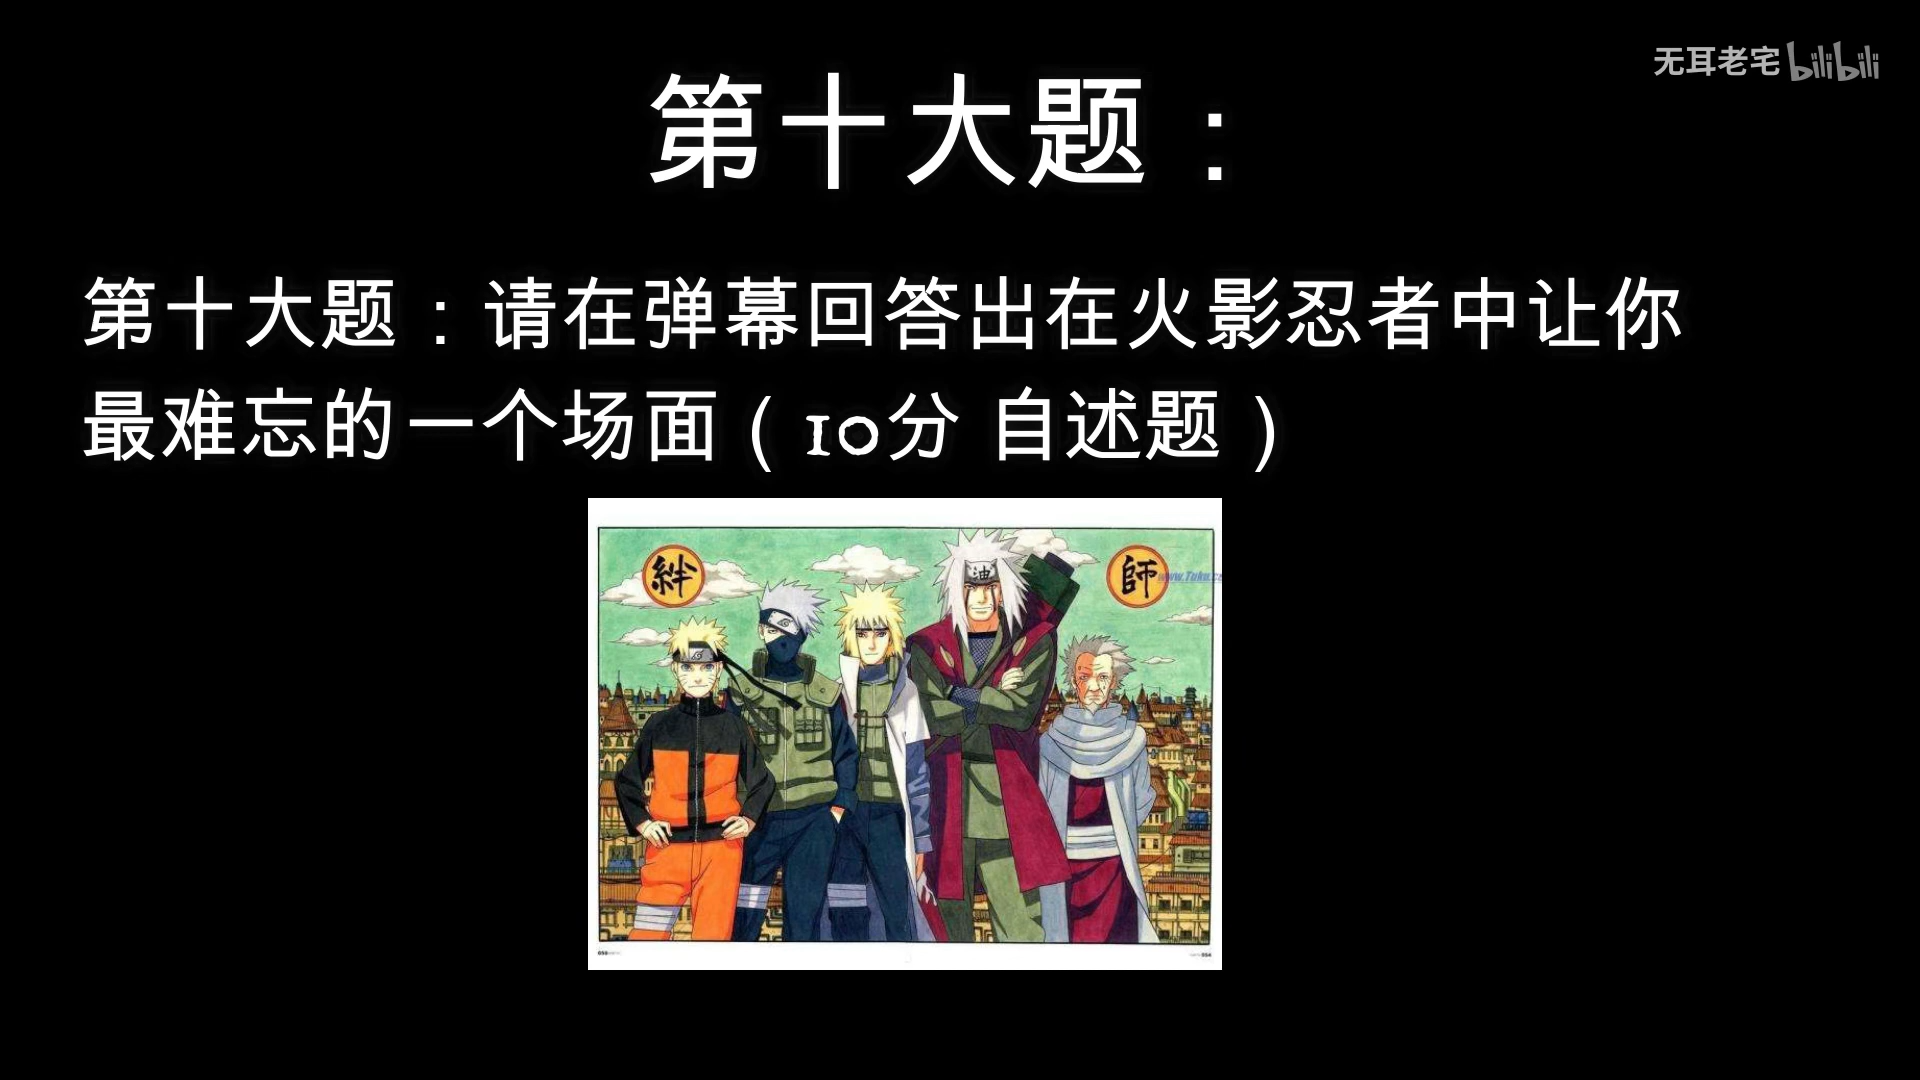 无耳老宅 bilibili
第十大题：
第十大题：请在弹幕回答出在火影忍者中让你
最难忘的一个场面（10分 自述题）
絆
師
油
www.Tuku.c